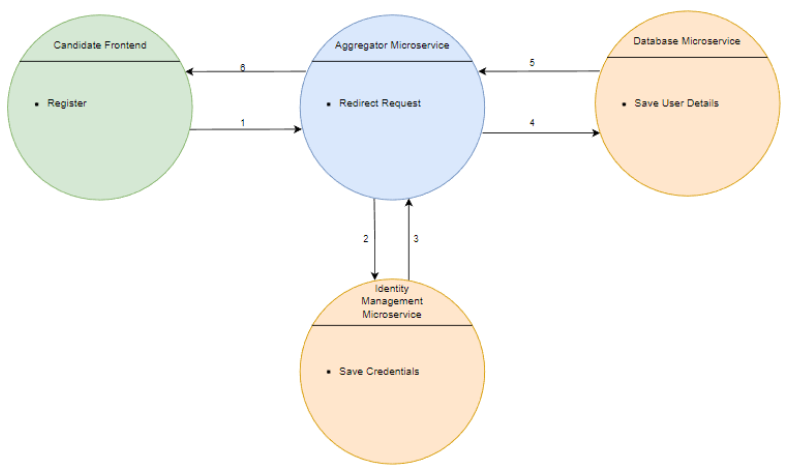 Candidate Frontend
Register
Aggregator Microservice
Redirect Request
Database Microservice
Save User Details
6
1
5
4
2
3
Identity
Management
Microservice
Save Credentials